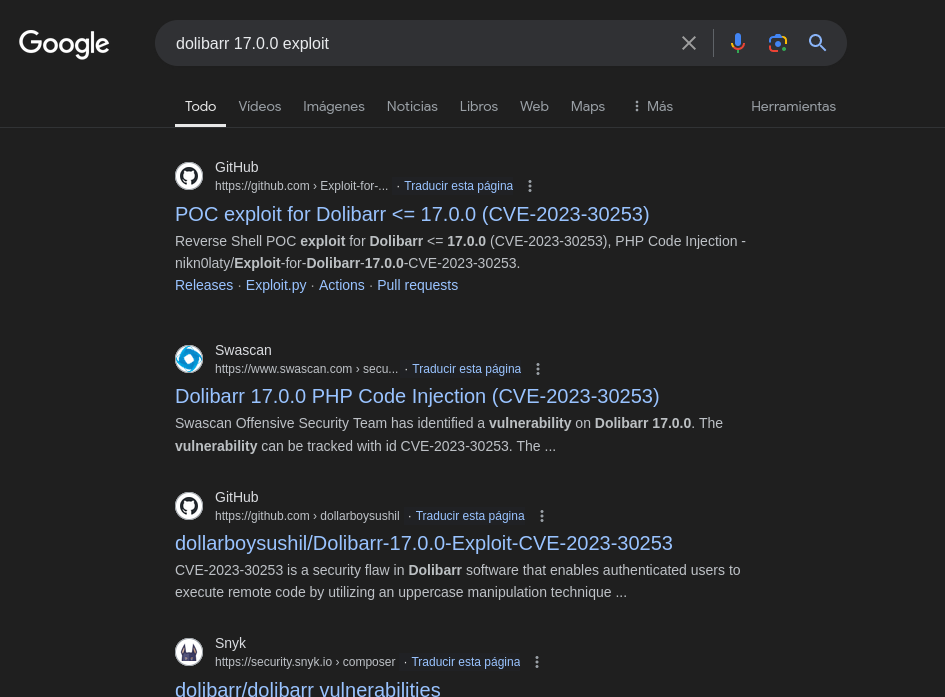 Google
dolibarr 17.0.0 exploit
Todo Vídeos Imágenes Noticias Libros Web Maps Más Herramientas
GitHub
https://github.com › Exploit-for-... · Traducir esta página
POC exploit for Dolibarr <= 17.0.0 (CVE-2023-30253)
Reverse Shell POC exploit for Dolibarr <= 17.0.0 (CVE-2023-30253), PHP Code Injection -
nikn0laty/Exploit-for-Dolibarr-17.0.0-CVE-2023-30253.
Releases · Exploit.py · Actions · Pull requests
Swascan
https://www.swascan.com › secu... · Traducir esta página
Dolibarr 17.0.0 PHP Code Injection (CVE-2023-30253)
Swascan Offensive Security Team has identified a vulnerability on Dolibarr 17.0.0. The
vulnerability can be tracked with id CVE-2023-30253. The ...
GitHub
https://github.com › dollarboysushil · Traducir esta página
dollarboysushil/Dolibarr-17.0.0-Exploit-CVE-2023-30253
CVE-2023-30253 is a security flaw in Dolibarr software that enables authenticated users to
execute remote code by utilizing an uppercase manipulation technique ...
Snyk
https://security.snyk.io › composer · Traducir esta página
dolibarr/dolibarr vulnerabilities